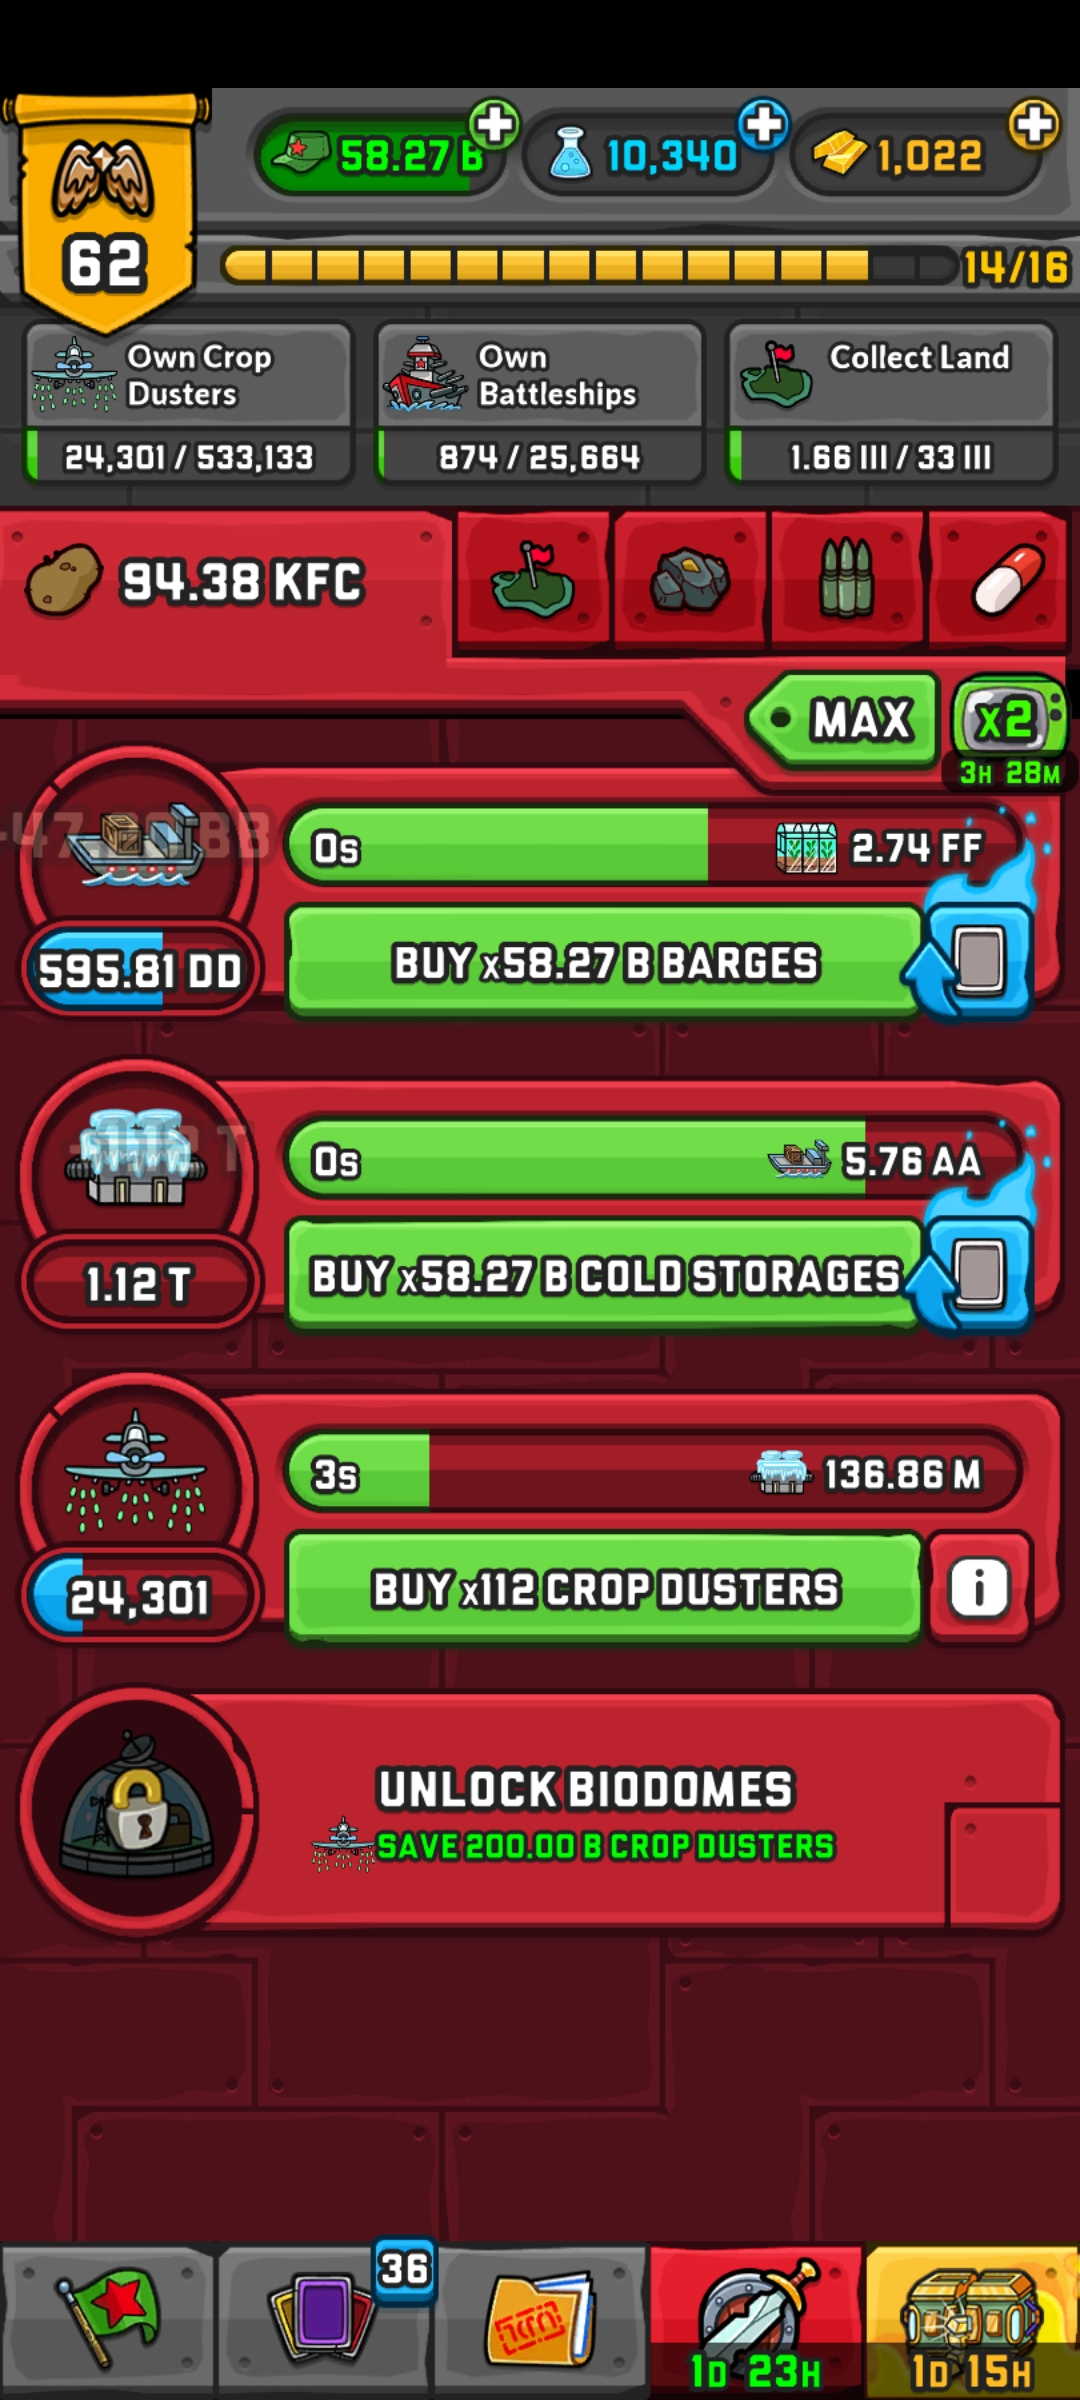 58.27 B
10,340
1,022
62
14/16
Own Crop
Dusters
24,301 / 533,133
Own
Battleships
874 / 25,664
Collect Land
1.66 III / 33 III
94.38 KFC
MAX
x2
3H 28M
0s
2.74 FF
595.81 DD
BUY x58.27 B BARGES
0s
5.76 AA
1.12 T
BUY x58.27 B COLD STORAGES
3s
136.86 M
24,301
BUY x112 CROP DUSTERS
i
UNLOCK BIODOMES
SAVE 200.00 B CROP DUSTERS
36
1D 23H
1D 15H